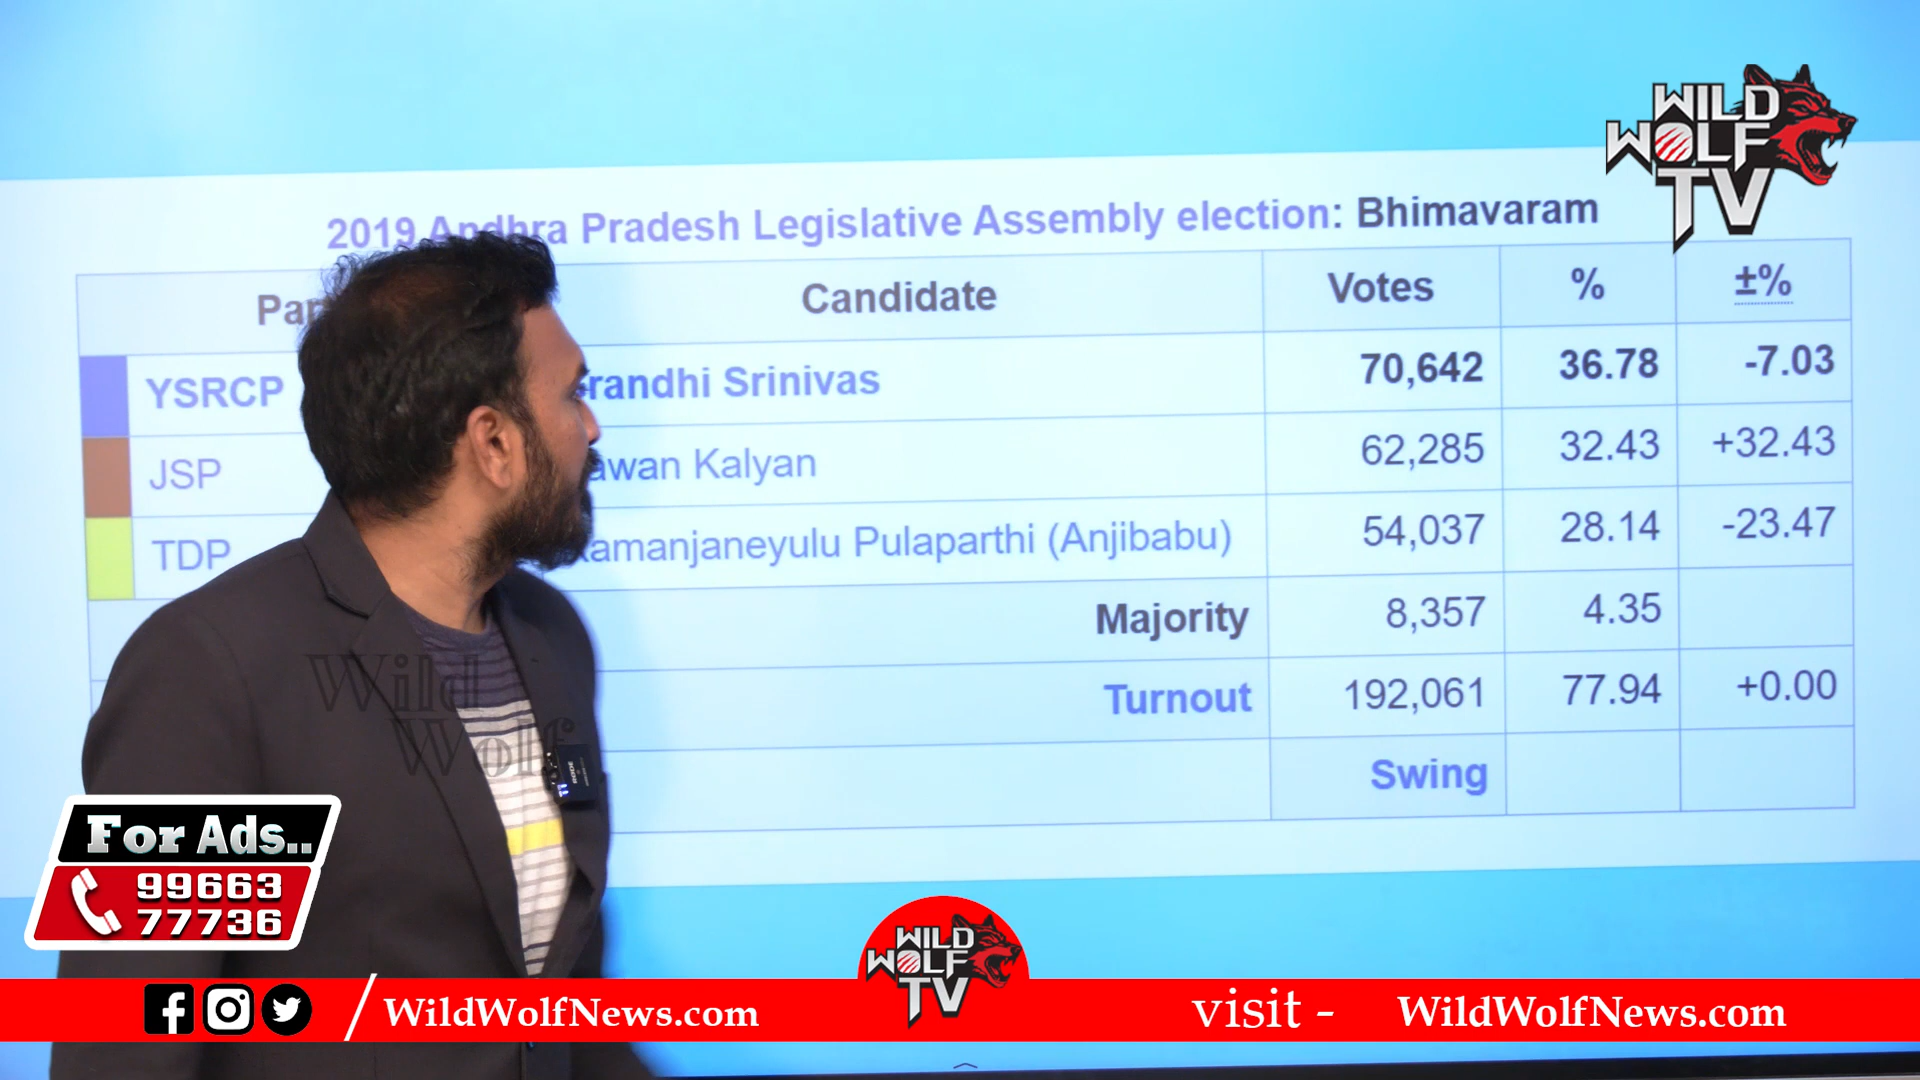 WILD
WOLF
TV
2019 Andhra Pradesh Legislative Assembly election: Bhimavaram
Candidate Votes % ±%
YSRCP Srinivas 70,642 36.78 -7.03
JSP Kalyan 62,285 32.43 +32.43
TDP Pulaparthi (Anjibabu) 54,037 28.14 -23.47
Majority 8,357 4.35
Turnout 192,061 77.94 +0.00
Swing
Wild
Wolf
RODE
For Ads..
99663
77736
WILD
WOLF
TV
WildWolfNews.com
visit - WildWolfNews.com